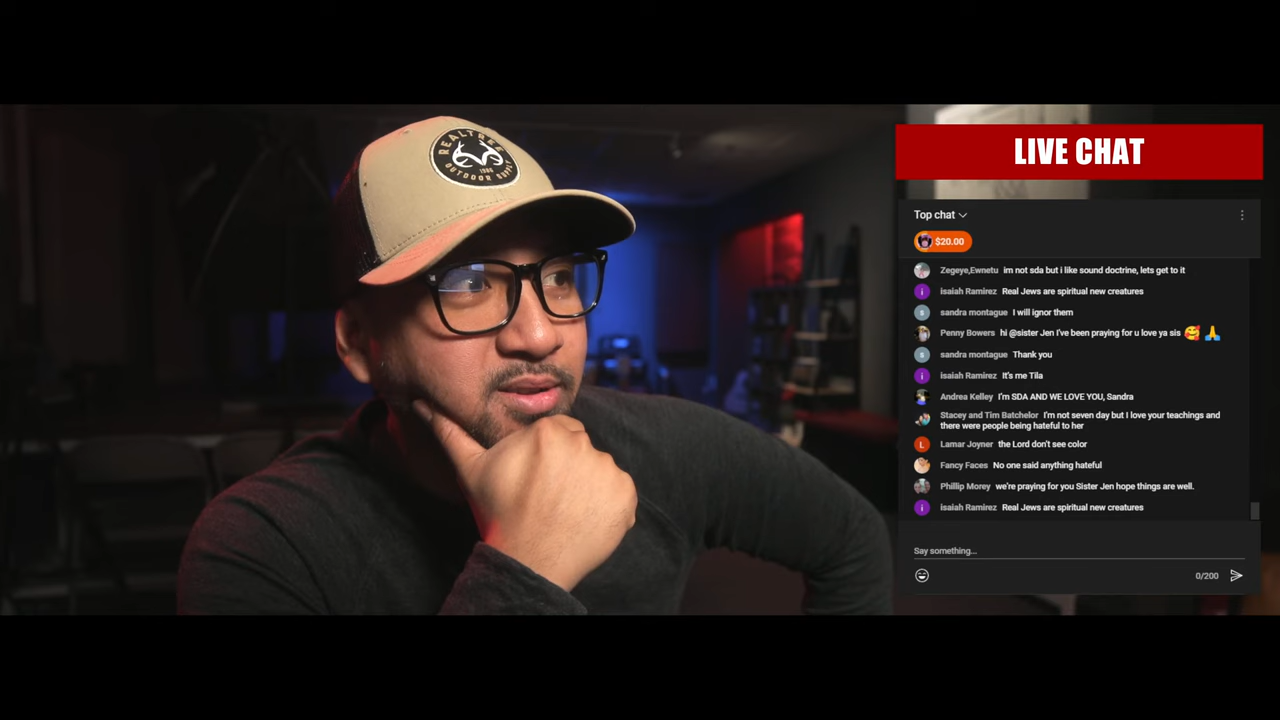 REALTREE
1986
OUTDOOR SUPPLY
LIVE CHAT
Top chat
$20.00
Zegeye,Ewnetu im not sda but i like sound doctrine, lets get to it
isaiah Ramirez Real Jews are spiritual new creatures
sandra montague I will ignor them
Penny Bowers hi @sister Jen I've been praying for u love ya sis 🥰 🙏
sandra montague Thank you
isaiah Ramirez It's me Tila
Andrea Kelley I'm SDA AND WE LOVE YOU, Sandra
Stacey and Tim Batchelor I'm not seven day but I love your teachings and
there were people being hateful to her
L Lamar Joyner the Lord don't see color
Fancy Faces No one said anything hateful
Phillip Morey we're praying for you Sister Jen hope things are well.
isaiah Ramirez Real Jews are spiritual new creatures
Say something...
0/200